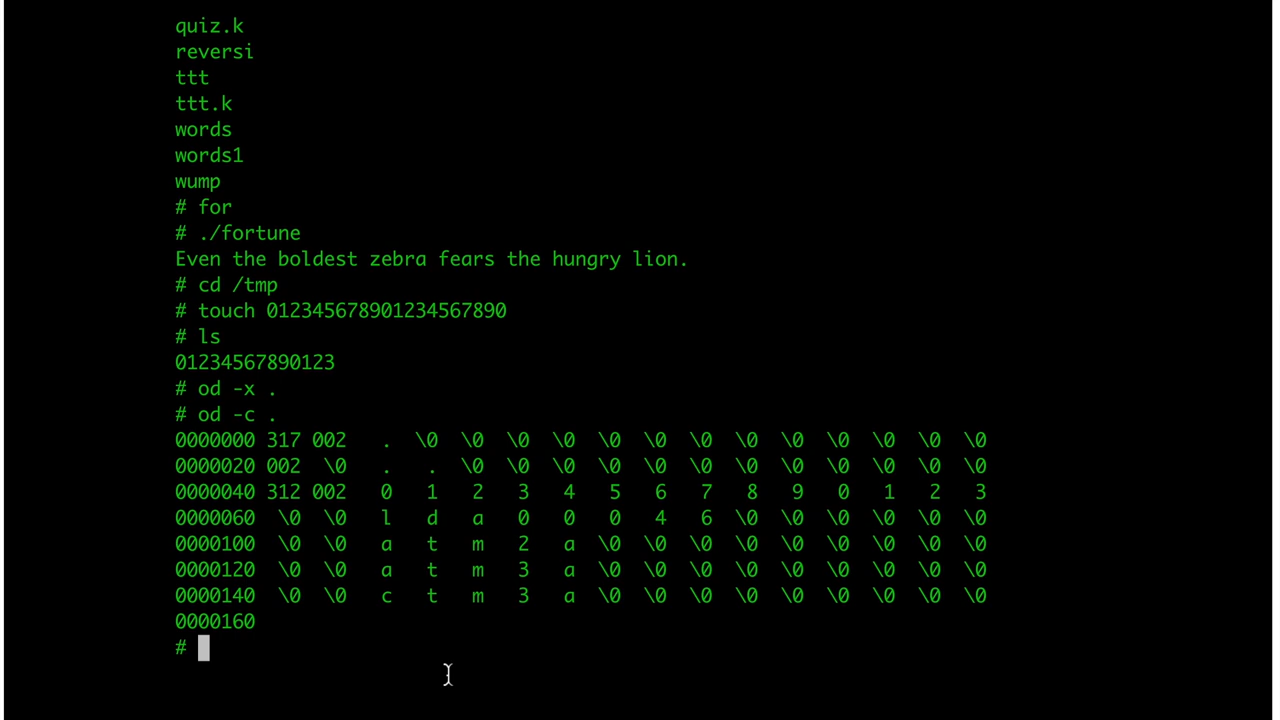 quiz.k
reversi
ttt
ttt.k
words
words1
wump
# for
# ./fortune
Even the boldest zebra fears the hungry lion.
# cd /tmp
# touch 012345678901234567890
# ls
01234567890123
# od -x .
# od -c .
0000000 317 002   .  \0  \0  \0  \0  \0  \0  \0  \0  \0  \0  \0  \0  \0
0000020 002  \0   .   .  \0  \0  \0  \0  \0  \0  \0  \0  \0  \0  \0  \0
0000040 312 002   0   1   2   3   4   5   6   7   8   9   0   1   2   3
0000060  \0  \0   l   d   a   0   0   0   4   6  \0  \0  \0  \0  \0  \0
0000100  \0  \0   a   t   m   2   a  \0  \0  \0  \0  \0  \0  \0  \0  \0
0000120  \0  \0   a   t   m   3   a  \0  \0  \0  \0  \0  \0  \0  \0  \0
0000140  \0  \0   c   t   m   3   a  \0  \0  \0  \0  \0  \0  \0  \0  \0
0000160
#